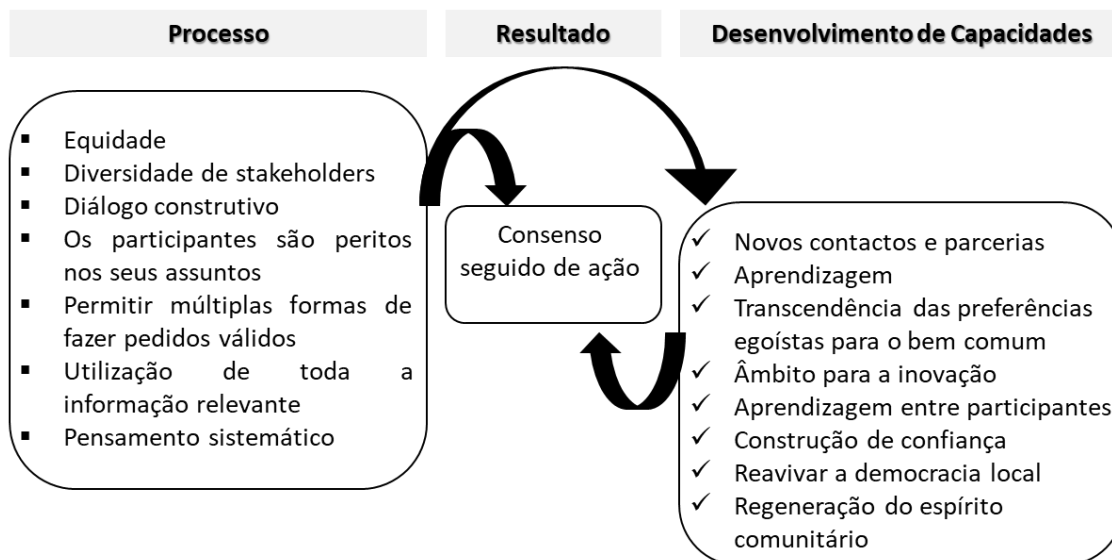 Processo
Resultado
Desenvolvimento de Capacidades
Equidade
Diversidade de stakeholders
Diálogo construtivo
Os participantes são peritos
nos seus assuntos
Permitir múltiplas formas de
fazer pedidos válidos
Utilização de toda a
informação relevante
Pensamento sistemático
Consenso
seguido de ação
Novos contactos e parcerias
Aprendizagem
Transcendência das preferências
egoístas para o bem comum
Âmbito para a inovação
Aprendizagem entre participantes
Construção de confiança
Reavivar a democracia local
Regeneração do espírito
comunitário